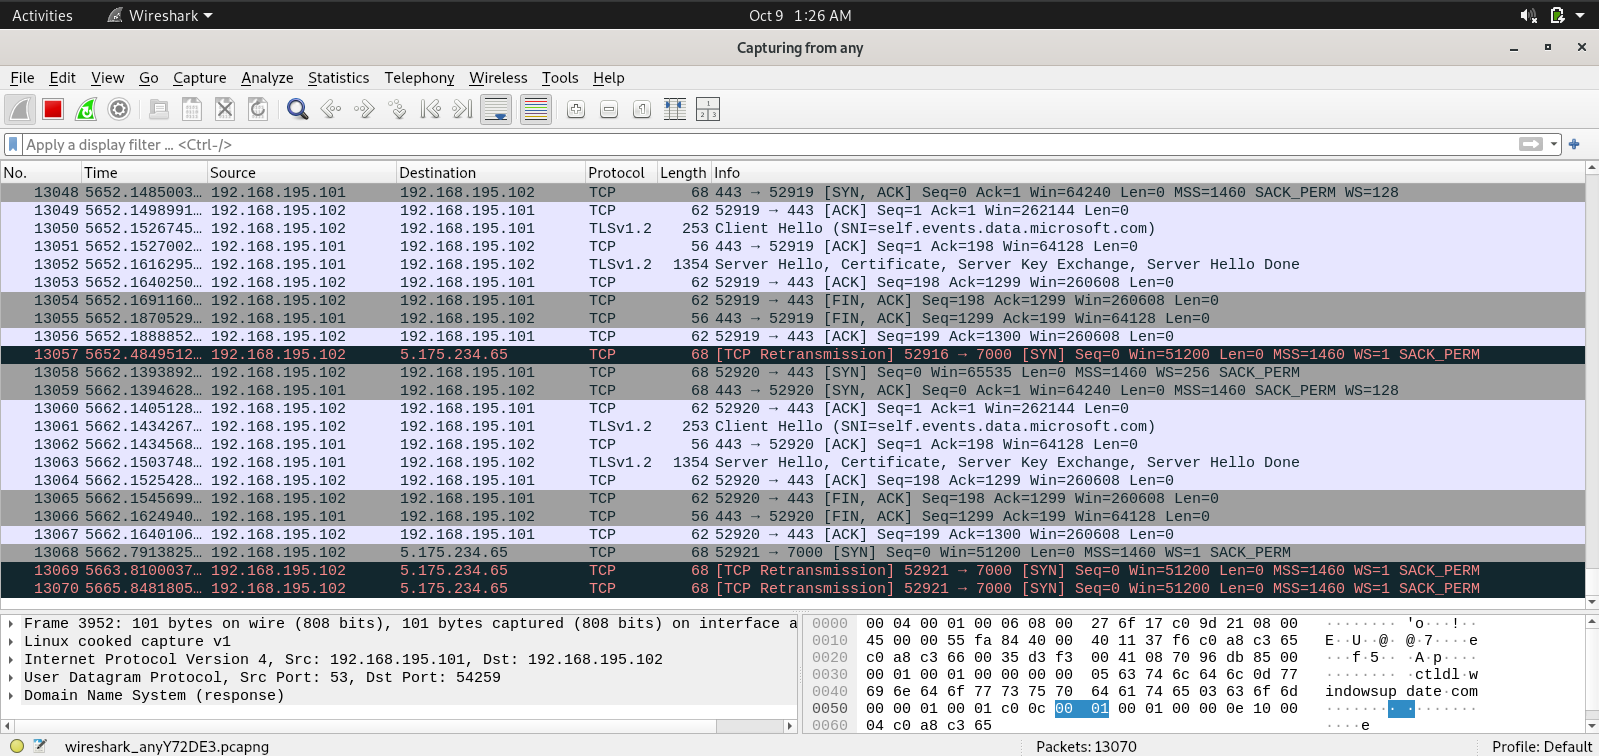 Activities Wireshark Oct 9 1:26 AM
Capturing from any
File Edit View Go Capture Analyze Statistics Telephony Wireless Tools Help
Apply a display filter … <Ctrl-/>
No. Time Source Destination Protocol Length Info
13048 5652.1485003… 192.168.195.101 192.168.195.102 TCP 68 443 → 52919 [SYN, ACK] Seq=0 Ack=1 Win=64240 Len=0 MSS=1460 SACK_PERM WS=128
13049 5652.1498991… 192.168.195.102 192.168.195.101 TCP 62 52919 → 443 [ACK] Seq=1 Ack=1 Win=262144 Len=0
13050 5652.1526745… 192.168.195.102 192.168.195.101 TLSv1.2 253 Client Hello (SNI=self.events.data.microsoft.com)
13051 5652.1527002… 192.168.195.101 192.168.195.102 TCP 56 443 → 52919 [ACK] Seq=1 Ack=198 Win=64128 Len=0
13052 5652.1616295… 192.168.195.101 192.168.195.102 TLSv1.2 1354 Server Hello, Certificate, Server Key Exchange, Server Hello Done
13053 5652.1640250… 192.168.195.102 192.168.195.101 TCP 62 52919 → 443 [ACK] Seq=198 Ack=1299 Win=260608 Len=0
13054 5652.1691160… 192.168.195.102 192.168.195.101 TCP 62 52919 → 443 [FIN, ACK] Seq=198 Ack=1299 Win=260608 Len=0
13055 5652.1870529… 192.168.195.101 192.168.195.102 TCP 56 443 → 52919 [FIN, ACK] Seq=1299 Ack=199 Win=64128 Len=0
13056 5652.1888852… 192.168.195.102 192.168.195.101 TCP 62 52919 → 443 [ACK] Seq=199 Ack=1300 Win=260608 Len=0
13057 5652.4849512… 192.168.195.102 5.175.234.65 TCP 68 [TCP Retransmission] 52916 → 7000 [SYN] Seq=0 Win=51200 Len=0 MSS=1460 WS=1 SACK_PERM
13058 5662.1393892… 192.168.195.102 192.168.195.101 TCP 68 52920 → 443 [SYN] Seq=0 Win=65535 Len=0 MSS=1460 WS=256 SACK_PERM
13059 5662.1394628… 192.168.195.101 192.168.195.102 TCP 68 443 → 52920 [SYN, ACK] Seq=0 Ack=1 Win=64240 Len=0 MSS=1460 SACK_PERM WS=128
13060 5662.1405128… 192.168.195.102 192.168.195.101 TCP 62 52920 → 443 [ACK] Seq=1 Ack=1 Win=262144 Len=0
13061 5662.1434267… 192.168.195.102 192.168.195.101 TLSv1.2 253 Client Hello (SNI=self.events.data.microsoft.com)
13062 5662.1434568… 192.168.195.101 192.168.195.102 TCP 56 443 → 52920 [ACK] Seq=1 Ack=198 Win=64128 Len=0
13063 5662.1503748… 192.168.195.101 192.168.195.102 TLSv1.2 1354 Server Hello, Certificate, Server Key Exchange, Server Hello Done
13064 5662.1525428… 192.168.195.102 192.168.195.101 TCP 62 52920 → 443 [ACK] Seq=198 Ack=1299 Win=260608 Len=0
13065 5662.1545699… 192.168.195.102 192.168.195.101 TCP 62 52920 → 443 [FIN, ACK] Seq=198 Ack=1299 Win=260608 Len=0
13066 5662.1624940… 192.168.195.101 192.168.195.102 TCP 56 443 → 52920 [FIN, ACK] Seq=1299 Ack=199 Win=64128 Len=0
13067 5662.1640106… 192.168.195.102 192.168.195.101 TCP 62 52920 → 443 [ACK] Seq=199 Ack=1300 Win=260608 Len=0
13068 5662.7913825… 192.168.195.102 5.175.234.65 TCP 68 52921 → 7000 [SYN] Seq=0 Win=51200 Len=0 MSS=1460 WS=1 SACK_PERM
13069 5663.8100037… 192.168.195.102 5.175.234.65 TCP 68 [TCP Retransmission] 52921 → 7000 [SYN] Seq=0 Win=51200 Len=0 MSS=1460 WS=1 SACK_PERM
13070 5665.8481805… 192.168.195.102 5.175.234.65 TCP 68 [TCP Retransmission] 52921 → 7000 [SYN] Seq=0 Win=51200 Len=0 MSS=1460 WS=1 SACK_PERM
Frame 3952: 101 bytes on wire (808 bits), 101 bytes captured (808 bits) on interface a
Linux cooked capture v1
Internet Protocol Version 4, Src: 192.168.195.101, Dst: 192.168.195.102
User Datagram Protocol, Src Port: 53, Dst Port: 54259
Domain Name System (response)
0000 00 04 00 01 00 06 08 00 27 6f 17 c0 9d 21 08 00 ········ 'o···!··
0010 45 00 00 55 fa 84 40 00 40 11 37 f6 c0 a8 c3 65 E··U··@· @·7····e
0020 c0 a8 c3 66 00 35 d3 f3 00 41 08 70 96 db 85 00 ···f·5·· ·A·p····
0030 00 01 00 01 00 00 00 00 05 63 74 6c 64 6c 0d 77 ········ ·ctldl·w
0040 69 6e 64 6f 77 73 75 70 64 61 74 65 03 63 6f 6d indowsup date·com
0050 00 00 01 00 01 c0 0c 00 01 00 01 00 00 0e 10 00 ········ ········
0060 04 c0 a8 c3 65 ····e
wireshark_anyY72DE3.pcapng Packets: 13070 Profile: Default